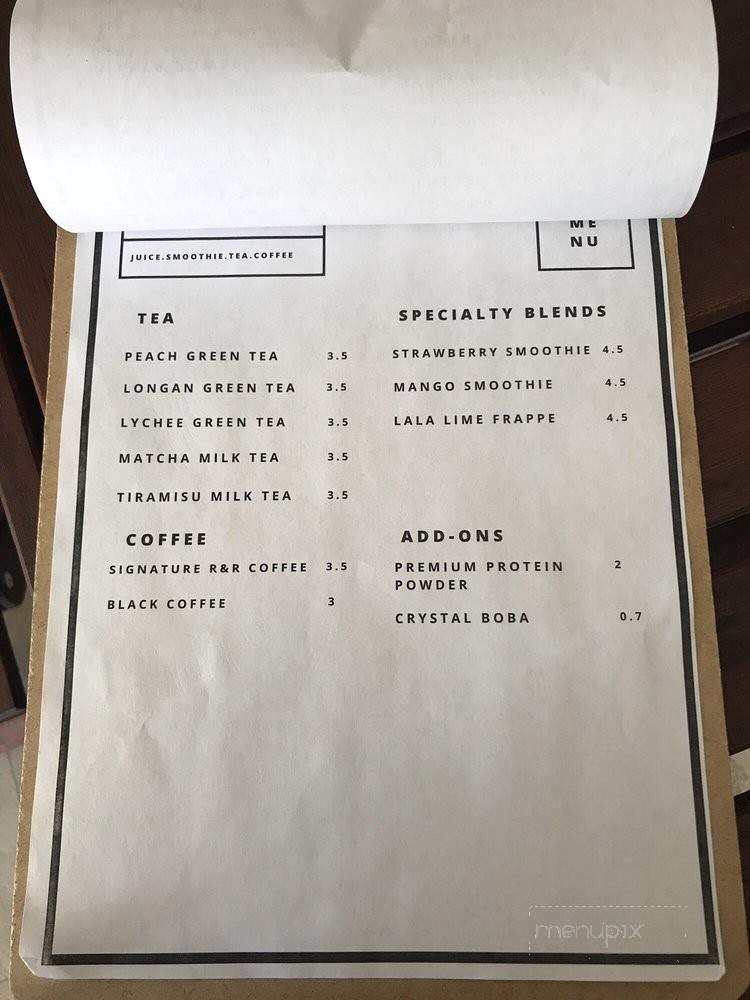 JUICE.SMOOTHIE.TEA.COFFEE
ME
NU
TEA
PEACH GREEN TEA 3.5
LONGAN GREEN TEA 3.5
LYCHEE GREEN TEA 3.5
MATCHA MILK TEA 3.5
TIRAMISU MILK TEA 3.5
COFFEE
SIGNATURE R&R COFFEE 3.5
BLACK COFFEE 3
SPECIALTY BLENDS
STRAWBERRY SMOOTHIE 4.5
MANGO SMOOTHIE 4.5
LALA LIME FRAPPE 4.5
ADD-ONS
PREMIUM PROTEIN 2
POWDER
CRYSTAL BOBA 0.7
menupix